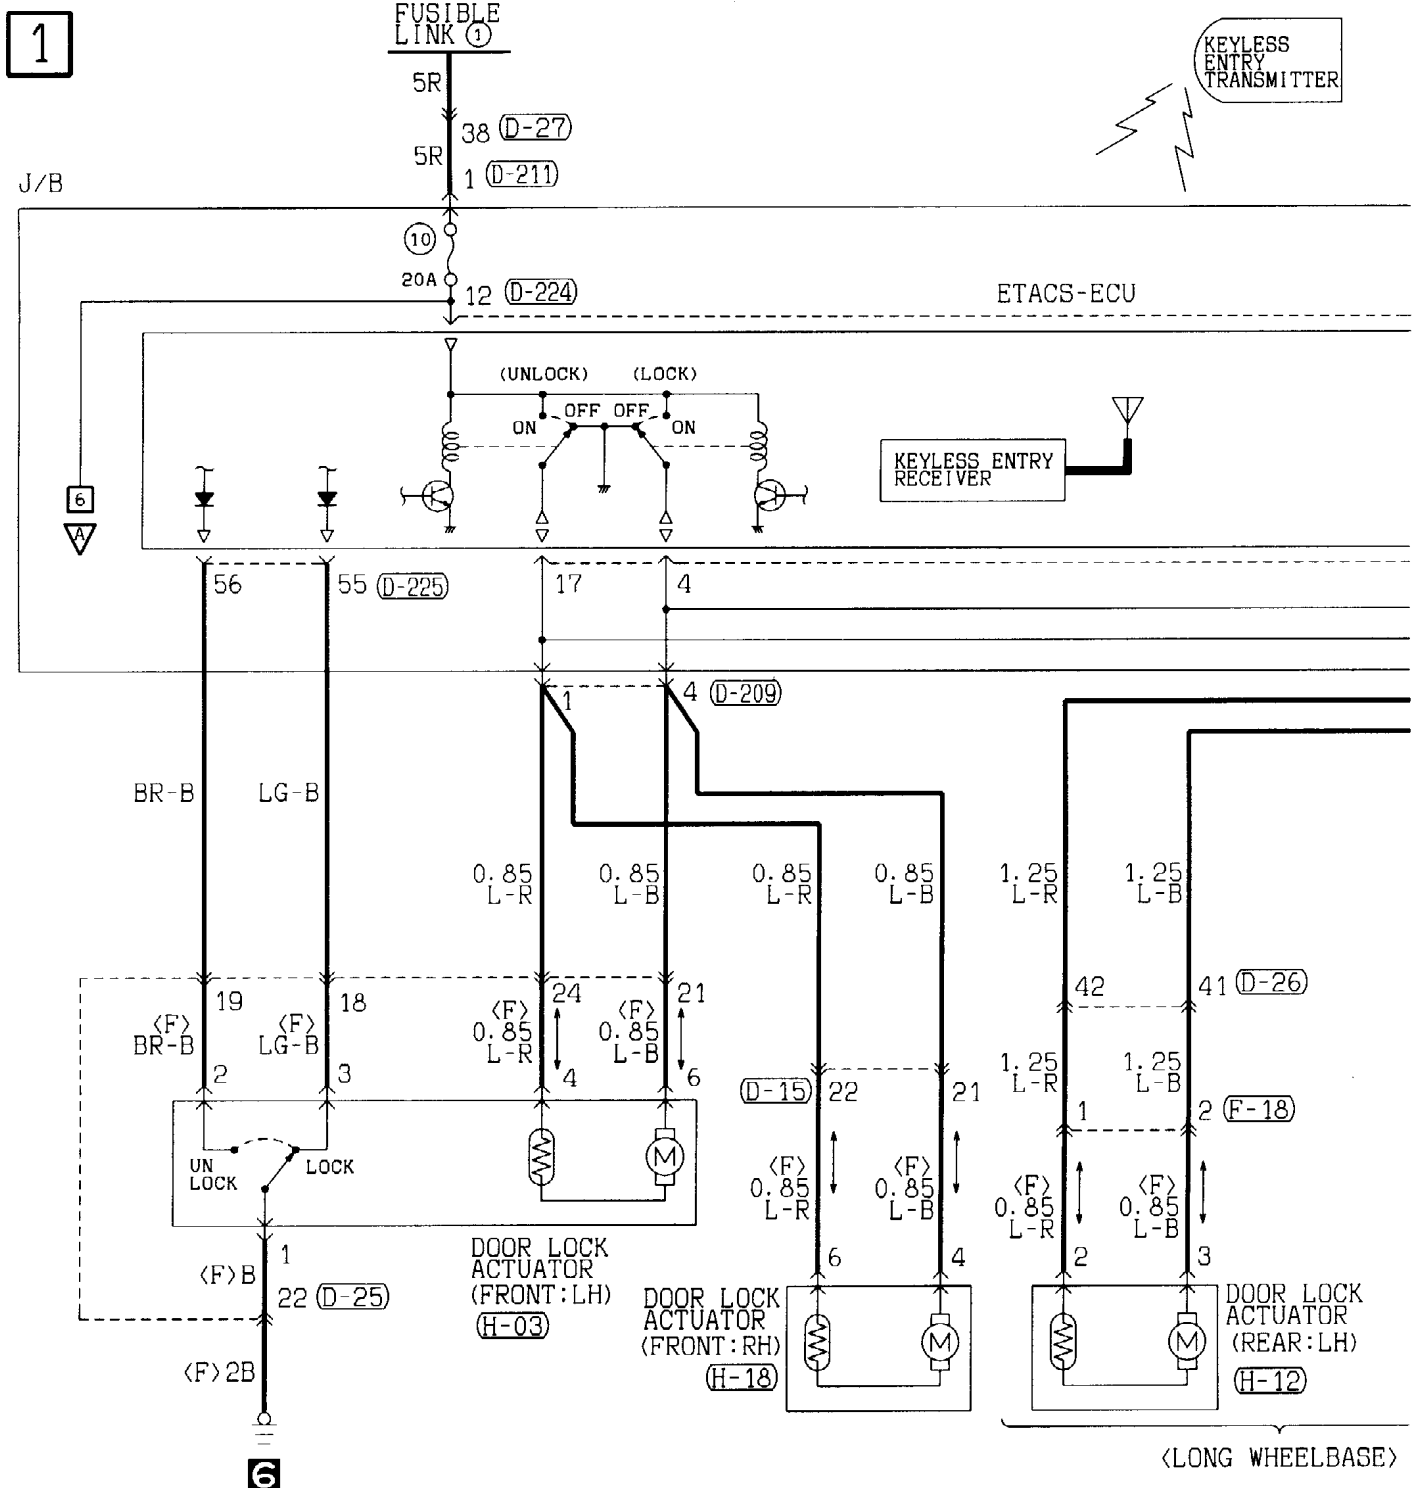 1
FUSIBLE
LINK ①
KEYLESS
ENTRY
TRANSMITTER
5R
38 D-27
5R
1 D-211
J/B
10
20A
12 D-224
ETACS-ECU
(UNLOCK) (LOCK)
OFF OFF
ON ON
KEYLESS ENTRY
RECEIVER
6
A
56 55 D-225 17 4
1 4 D-209
BR-B LG-B
0.85 0.85 0.85 0.85 1.25 1.25
L-R L-B L-R L-B L-R L-B
19 18 24 21 42 41 D-26
<F> <F> <F> <F>
BR-B LG-B 0.85 0.85
L-R L-B
1.25 1.25
L-R L-B
2 3 4 6
D-15 22 21
1 2 F-18
UN
LOCK
LOCK
M
<F> <F> <F> <F>
0.85 0.85 0.85 0.85
L-R L-B L-R L-B
1
<F>B
22 D-25
<F>2B
6
DOOR LOCK
ACTUATOR
(FRONT:LH)
H-03
6 4 2 3
DOOR LOCK
ACTUATOR
(FRONT:RH)
H-18
M
M
DOOR LOCK
ACTUATOR
(REAR:LH)
H-12
<LONG WHEELBASE>